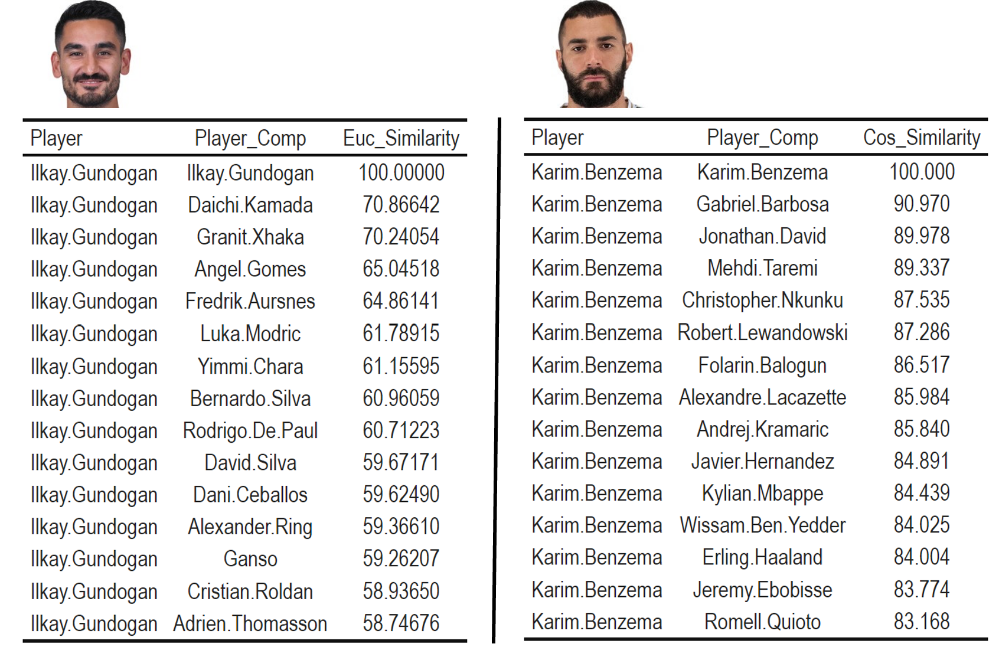 Player Player_Comp Euc_Similarity
Ilkay.Gundogan Ilkay.Gundogan 100.00000
Ilkay.Gundogan Daichi.Kamada 70.86642
Ilkay.Gundogan Granit.Xhaka 70.24054
Ilkay.Gundogan Angel.Gomes 65.04518
Ilkay.Gundogan Fredrik.Aursnes 64.86141
Ilkay.Gundogan Luka.Modric 61.78915
Ilkay.Gundogan Yimmi.Chara 61.15595
Ilkay.Gundogan Bernardo.Silva 60.96059
Ilkay.Gundogan Rodrigo.De.Paul 60.71223
Ilkay.Gundogan David.Silva 59.67171
Ilkay.Gundogan Dani.Ceballos 59.62490
Ilkay.Gundogan Alexander.Ring 59.36610
Ilkay.Gundogan Ganso 59.26207
Ilkay.Gundogan Cristian.Roldan 58.93650
Ilkay.Gundogan Adrien.Thomasson 58.74676
Player Player_Comp Cos_Similarity
Karim.Benzema Karim.Benzema 100.000
Karim.Benzema Gabriel.Barbosa 90.970
Karim.Benzema Jonathan.David 89.978
Karim.Benzema Mehdi.Taremi 89.337
Karim.Benzema Christopher.Nkunku 87.535
Karim.Benzema Robert.Lewandowski 87.286
Karim.Benzema Folarin.Balogun 86.517
Karim.Benzema Alexandre.Lacazette 85.984
Karim.Benzema Andrej.Kramaric 85.840
Karim.Benzema Javier.Hernandez 84.891
Karim.Benzema Kylian.Mbappe 84.439
Karim.Benzema Wissam.Ben.Yedder 84.025
Karim.Benzema Erling.Haaland 84.004
Karim.Benzema Jeremy.Ebobisse 83.774
Karim.Benzema Romell.Quioto 83.168